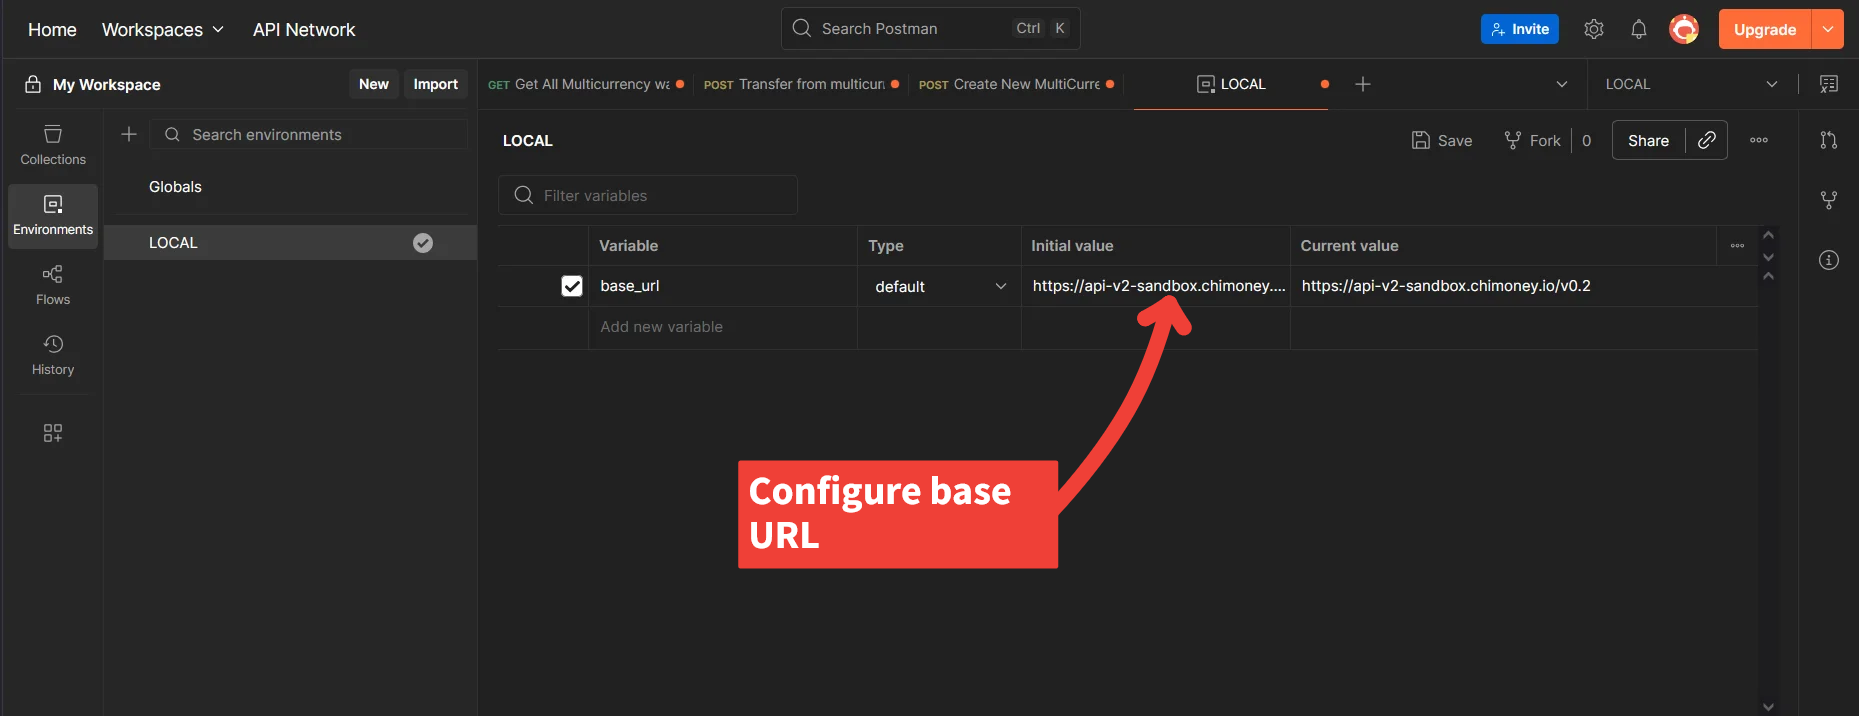 Home Workspaces API Network Search Postman Ctrl K Invite Upgrade
My Workspace New Import
GET Get All Multicurrency wa POST Transfer from multicur POST Create New MultiCurre LOCAL LOCAL
Search environments
LOCAL Save Fork 0 Share
Collections
Globals
Filter variables
Environments
LOCAL
Variable Type Initial value Current value
base_url default https://api-v2-sandbox.chimoney.... https://api-v2-sandbox.chimoney.io/v0.2
Flows
Add new variable
History
Configure base
URL